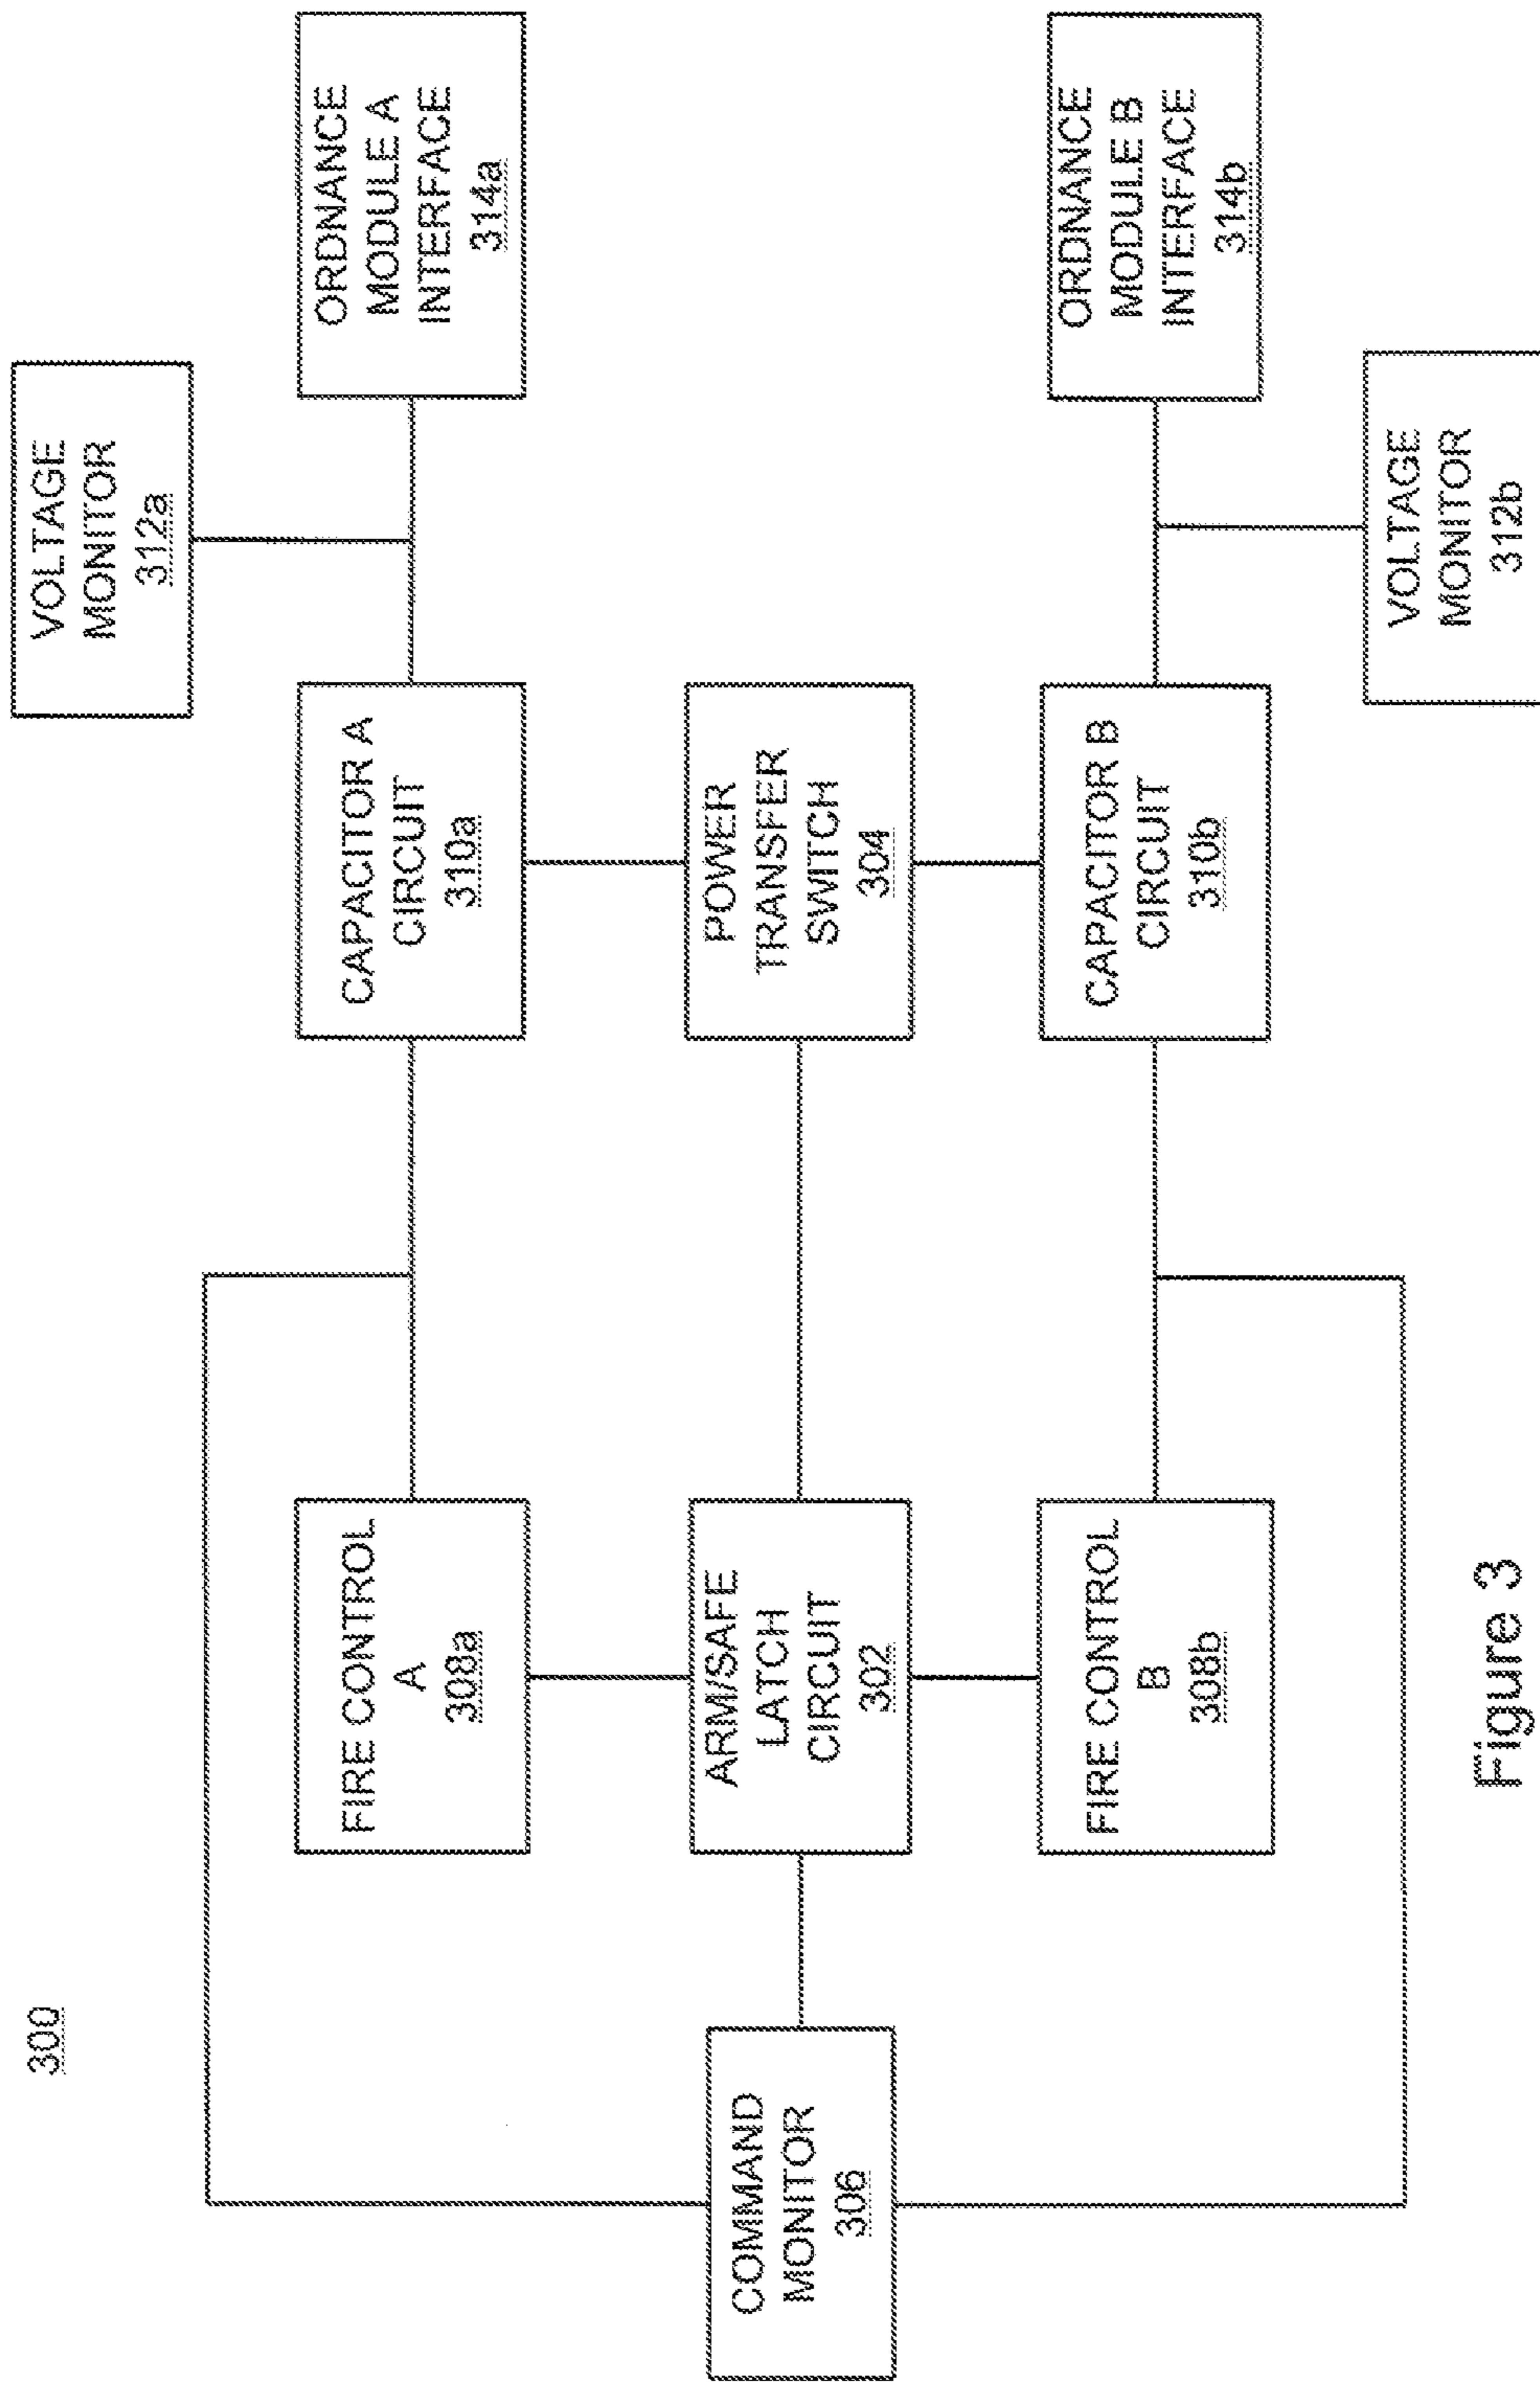 300
COMMAND
MONITOR
306
FIRE CONTROL
A
308a
ARM/SAFE
LATCH
CIRCUIT
302
FIRE CONTROL
B
308b
CAPACITOR A
CIRCUIT
310a
POWER
TRANSFER
SWITCH
304
CAPACITOR B
CIRCUIT
310b
VOLTAGE
MONITOR
312a
ORDNANCE
MODULE A
INTERFACE
314a
ORDNANCE
MODULE B
INTERFACE
314b
VOLTAGE
MONITOR
312b
Figure 3